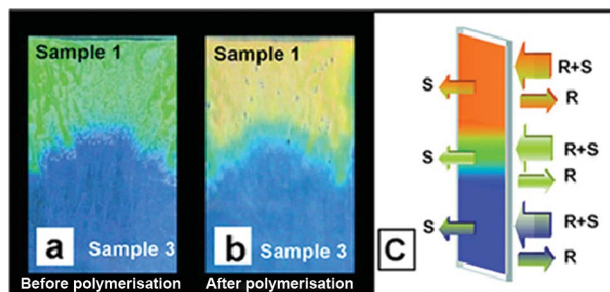 Sample 1
a
Sample 3
Before polymerisation
Sample 1
b
Sample 3
After polymerisation
C
R+S
S
R
R+S
S
R
R+S
S
R